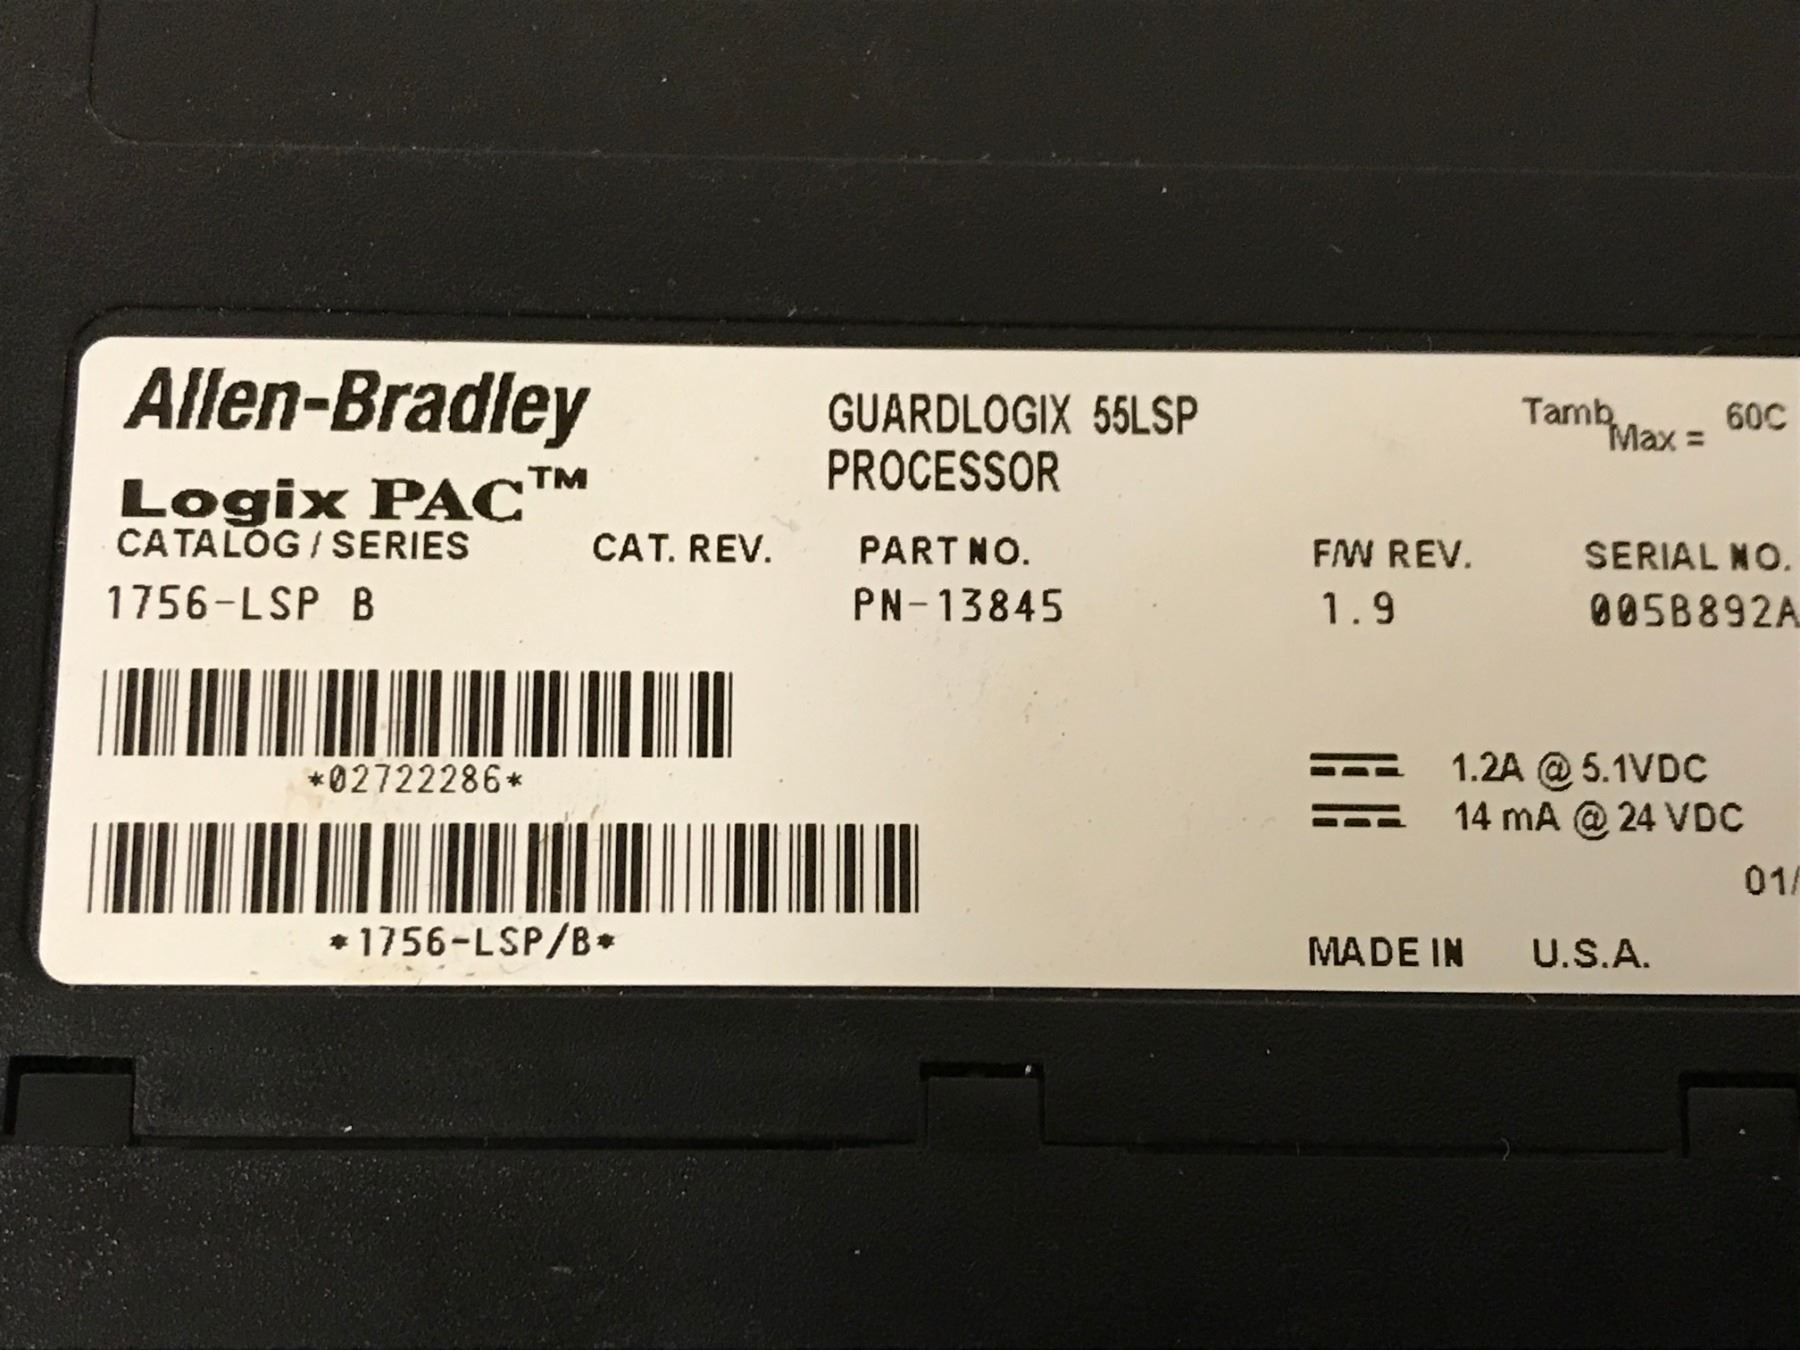 Allen-Bradley
Logix PAC™
GUARDLOGIX 55LSP
PROCESSOR
Tamb Max = 60C
CATALOG / SERIES CAT. REV. PART NO. F/W REV. SERIAL NO.
1756-LSP B PN-13845 1.9 005B892A
*02722286*
1.2A @ 5.1VDC
14 mA @ 24 VDC
01/
*1756-LSP/B*
MADE IN U.S.A.